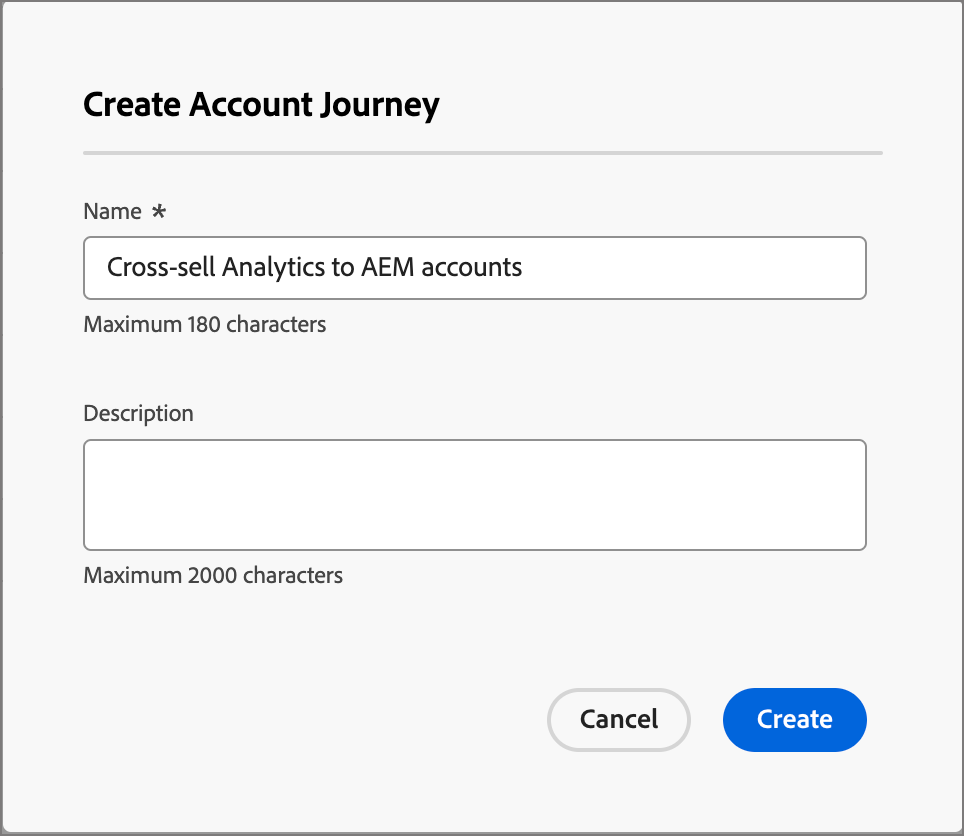 Create Account Journey
Name *
Cross-sell Analytics to AEM accounts
Maximum 180 characters
Description
Maximum 2000 characters
Cancel Create